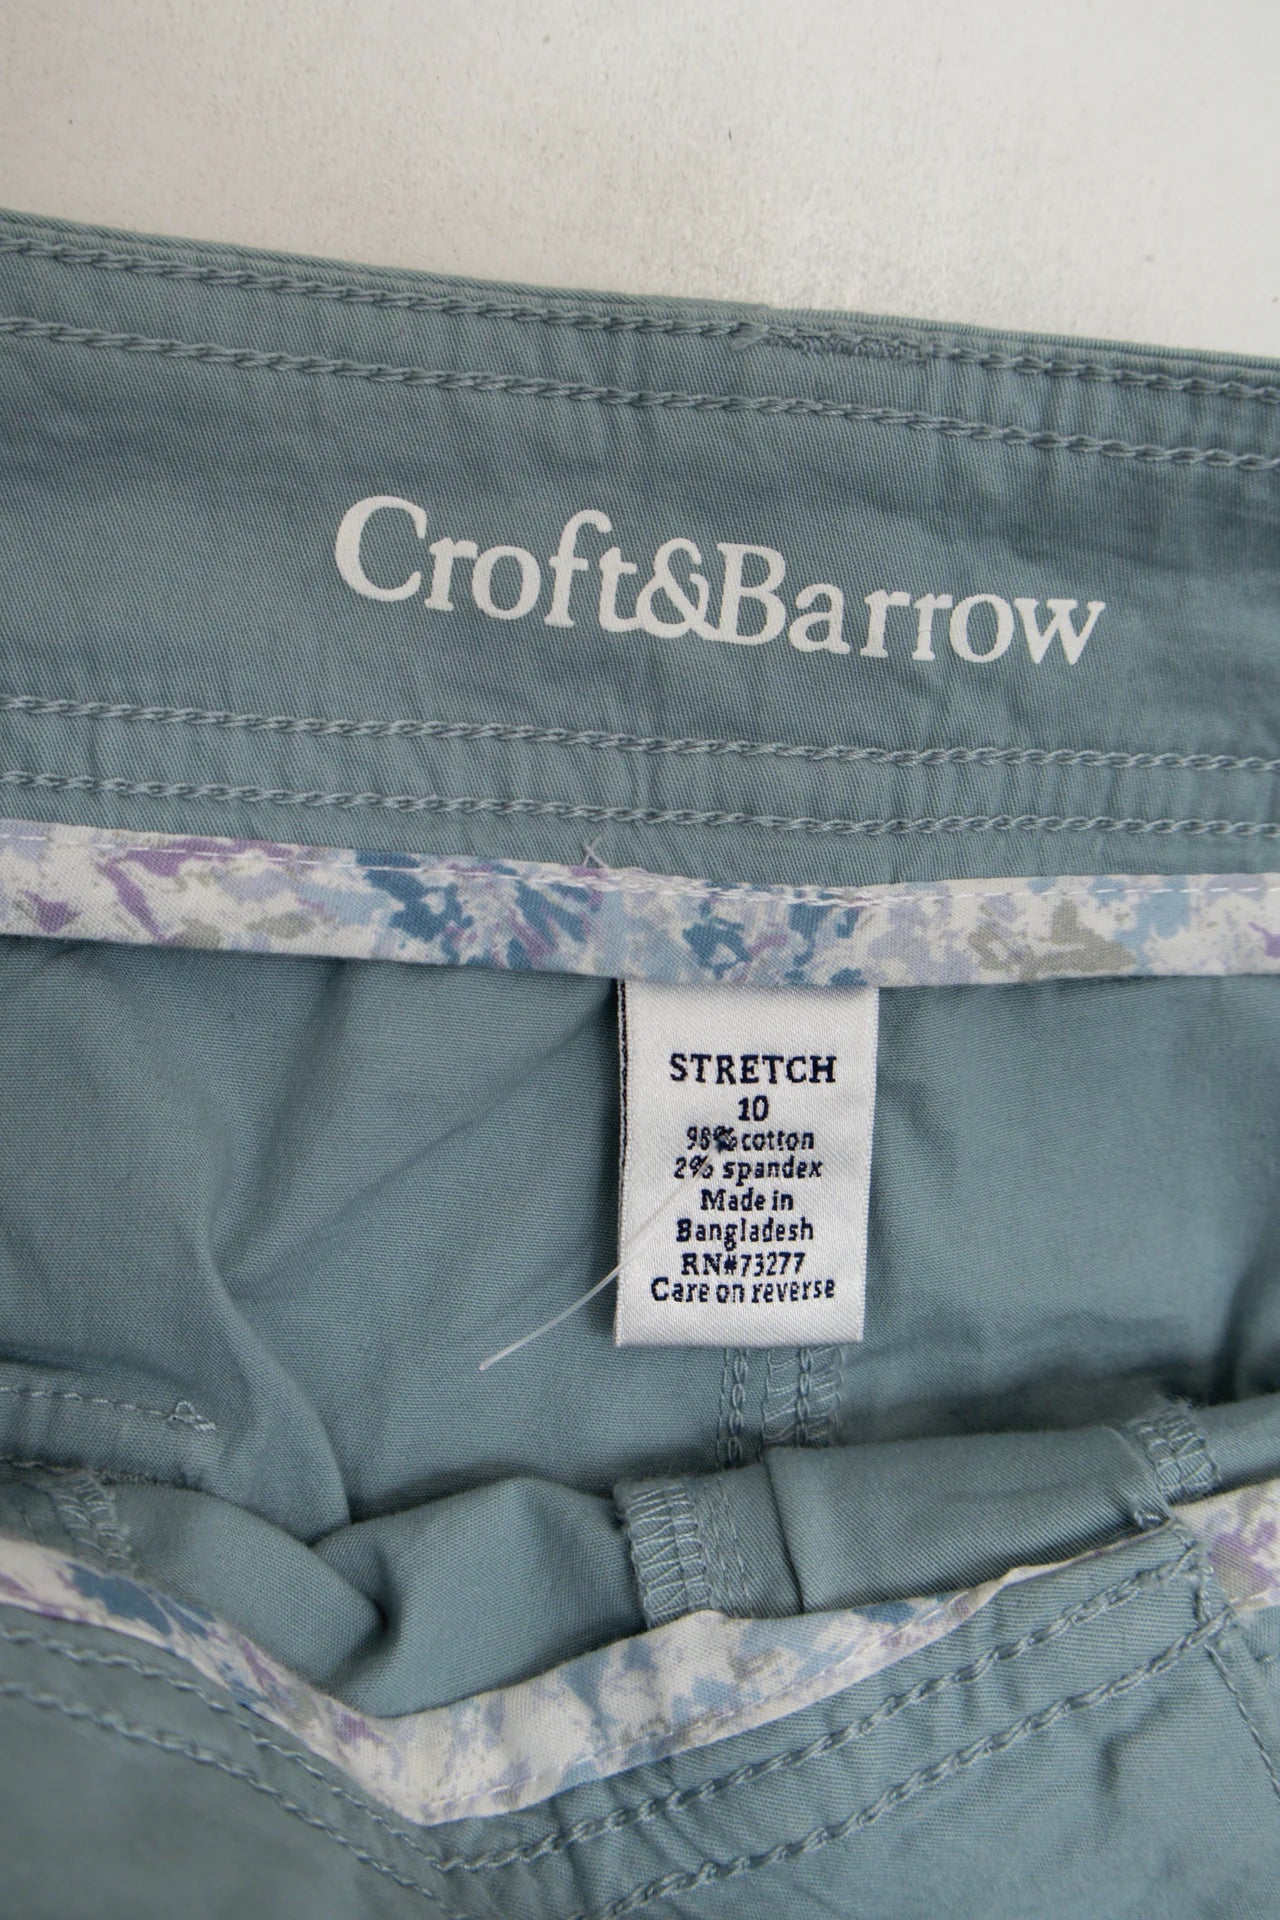 Croft&Barrow
STRETCH
10
98% cotton
2% spandex
Made in
Bangladesh
RN#73277
Care on reverse